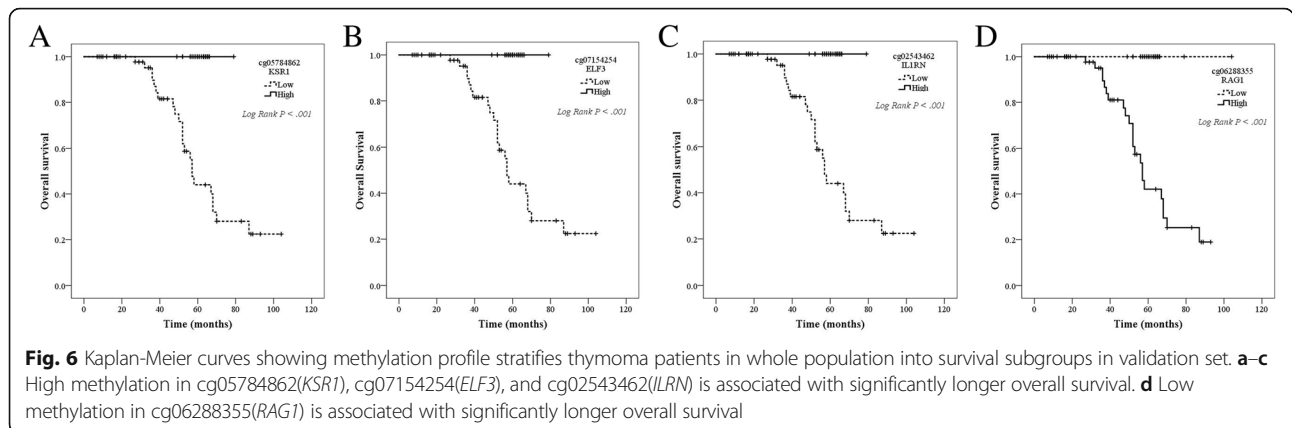 A
1.0
0.8
0.6
0.4
0.2
0.0
Overall survival
0 20 40 60 80 100 120
Time (months)
cg05784862
KSR1
Low
High
Log Rank P < .001
B
1.0
0.8
0.6
0.4
0.2
0.0
Overall Survival
0 20 40 60 80 100 120
Time (months)
cg07154254
ELF3
Low
High
Log Rank P < .001
C
1.0
0.8
0.6
0.4
0.2
0.0
Overall survival
0 20 40 60 80 100 120
Time (months)
cg02543462
IL1RN
Low
High
Log Rank P < .001
D
1.0
0.8
0.6
0.4
0.2
0.0
Overall survival
0 20 40 60 80 100 120
Time (months)
cg06288355
RAG1
Low
High
Log Rank P < .001
Fig. 6 Kaplan-Meier curves showing methylation profile stratifies thymoma patients in whole population into survival subgroups in validation set. a–c
High methylation in cg05784862(KSR1), cg07154254(ELF3), and cg02543462(ILRN) is associated with significantly longer overall survival. d Low
methylation in cg06288355(RAG1) is associated with significantly longer overall survival